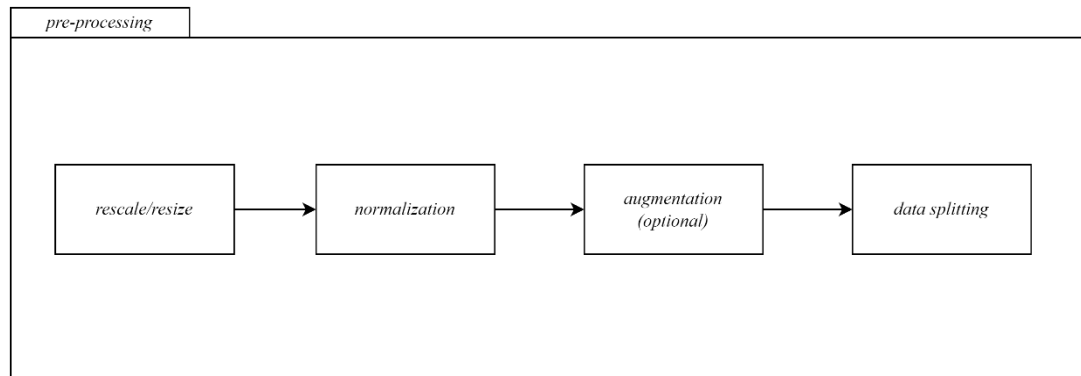 pre-processing
rescale/resize
normalization
augmentation
(optional)
data splitting